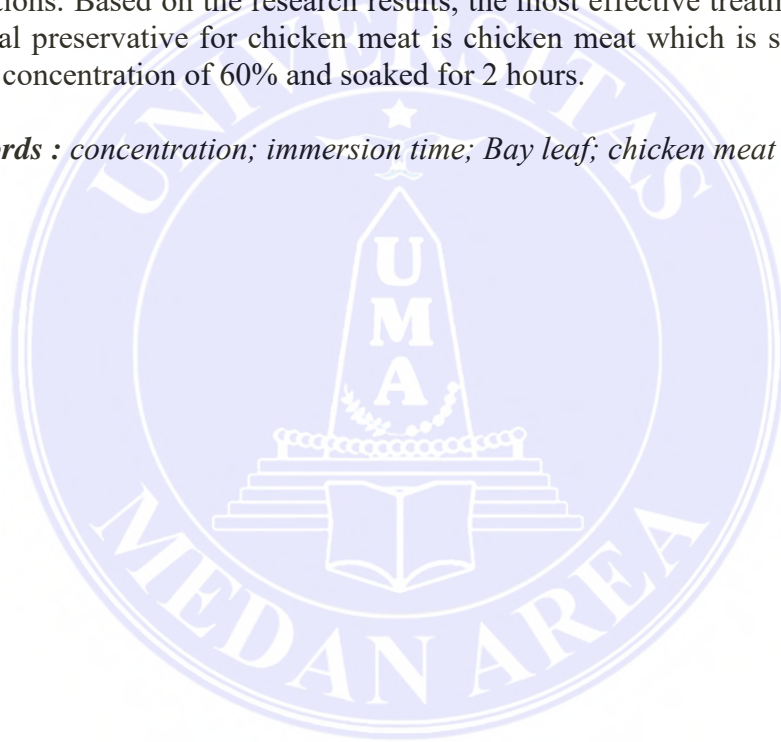 tions. Based on the research results, the most effective treatm
al preservative for chicken meat is chicken meat which is s
concentration of 60% and soaked for 2 hours.
rds : concentration; immersion time; Bay leaf; chicken meat
UNIVERSITAS
UMA
MEDAN AREA